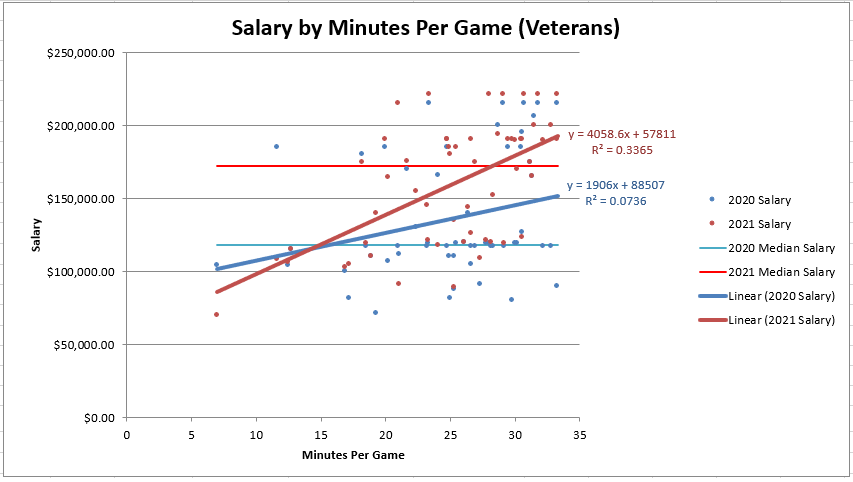 Salary by Minutes Per Game (Veterans)
$250,000.00
$200,000.00
$150,000.00
$100,000.00
$50,000.00
$0.00
Salary
0 5 10 15 20 25 30 35
Minutes Per Game
y = 4058.6x + 57811
R² = 0.3365
y = 1906x + 88507
R² = 0.0736
2020 Salary
2021 Salary
2020 Median Salary
2021 Median Salary
Linear (2020 Salary)
Linear (2021 Salary)